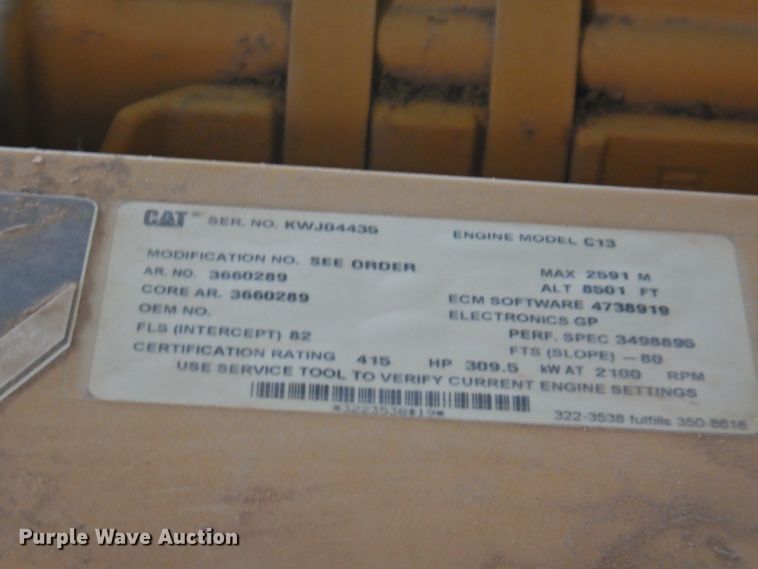 CAT SER. NO. KWJ04435 ENGINE MODEL C13
MODIFICATION NO. SEE ORDER MAX 2591 M
AR. NO. 3660289 ALT 8501 FT
CORE AR. 3660289 ECM SOFTWARE 4738919
OEM NO. ELECTRONICS GP
FLS (INTERCEPT) 82 PERF. SPEC 3498895
FTS (SLOPE) -80
CERTIFICATION RATING 415 HP 309.5 kW AT 2100 RPM
USE SERVICE TOOL TO VERIFY CURRENT ENGINE SETTINGS
322-3538 fulfills 350-8616
Purple Wave Auction